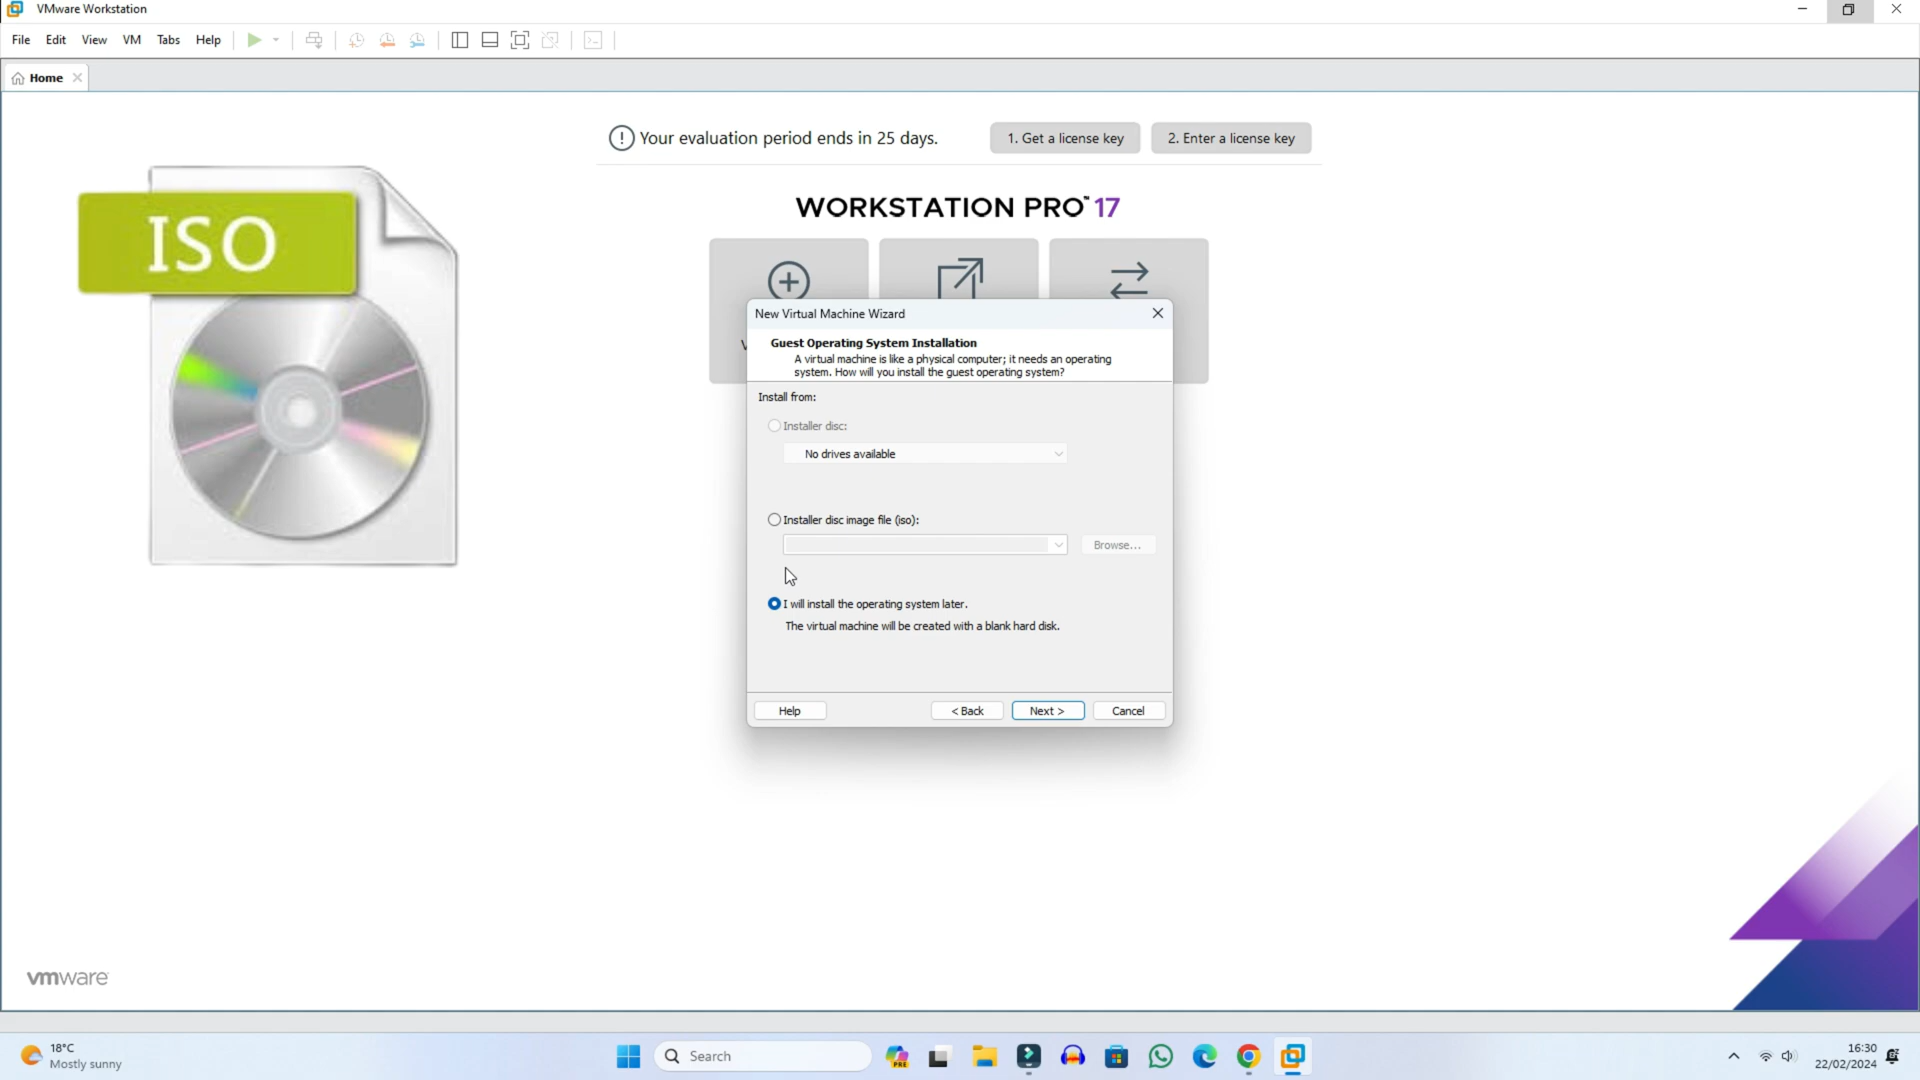 VMware Workstation
File Edit View VM Tabs Help
Home
Your evaluation period ends in 25 days.
1. Get a license key
2. Enter a license key
WORKSTATION PRO™ 17
ISO
New Virtual Machine Wizard
Guest Operating System Installation
A virtual machine is like a physical computer; it needs an operating
system. How will you install the guest operating system?
Install from:
Installer disc:
No drives available
Installer disc image file (iso):
Browse...
I will install the operating system later.
The virtual machine will be created with a blank hard disk.
Help
< Back
Next >
Cancel
vmware
18°C
Mostly sunny
Search
PRE
16:30
22/02/2024